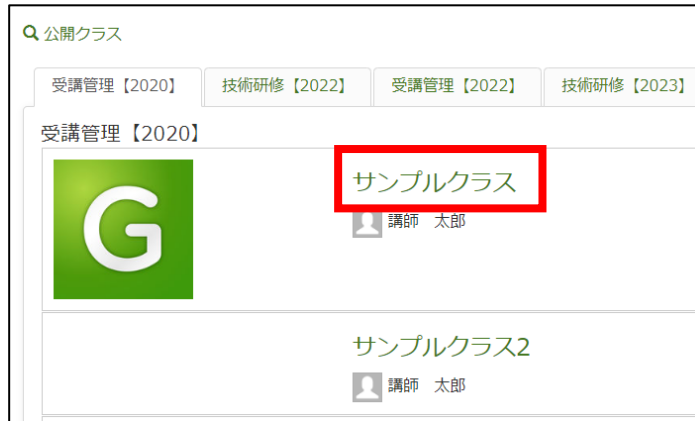 公開クラス
受講管理【2020】 技術研修【2022】 受講管理【2022】 技術研修【2023】
受講管理【2020】
G
サンプルクラス
講師　太郎
サンプルクラス2
講師　太郎